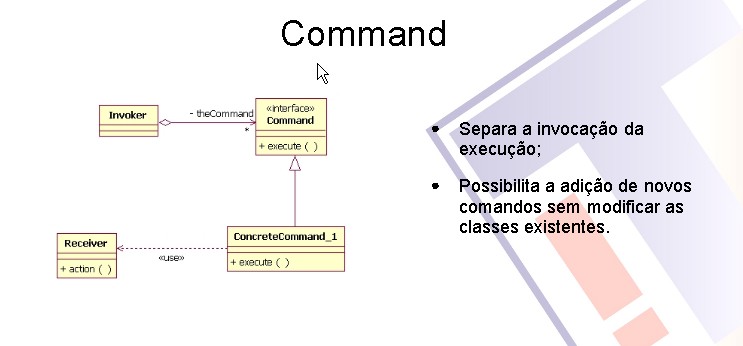 Command
Invoker
- theCommand
*
«interface»
Command
+ execute ( )
Receiver
+ action ( )
«use»
ConcreteCommand_1
+ execute ( )
• Separa a invocação da
execução;
• Possibilita a adição de novos
comandos sem modificar as
classes existentes.